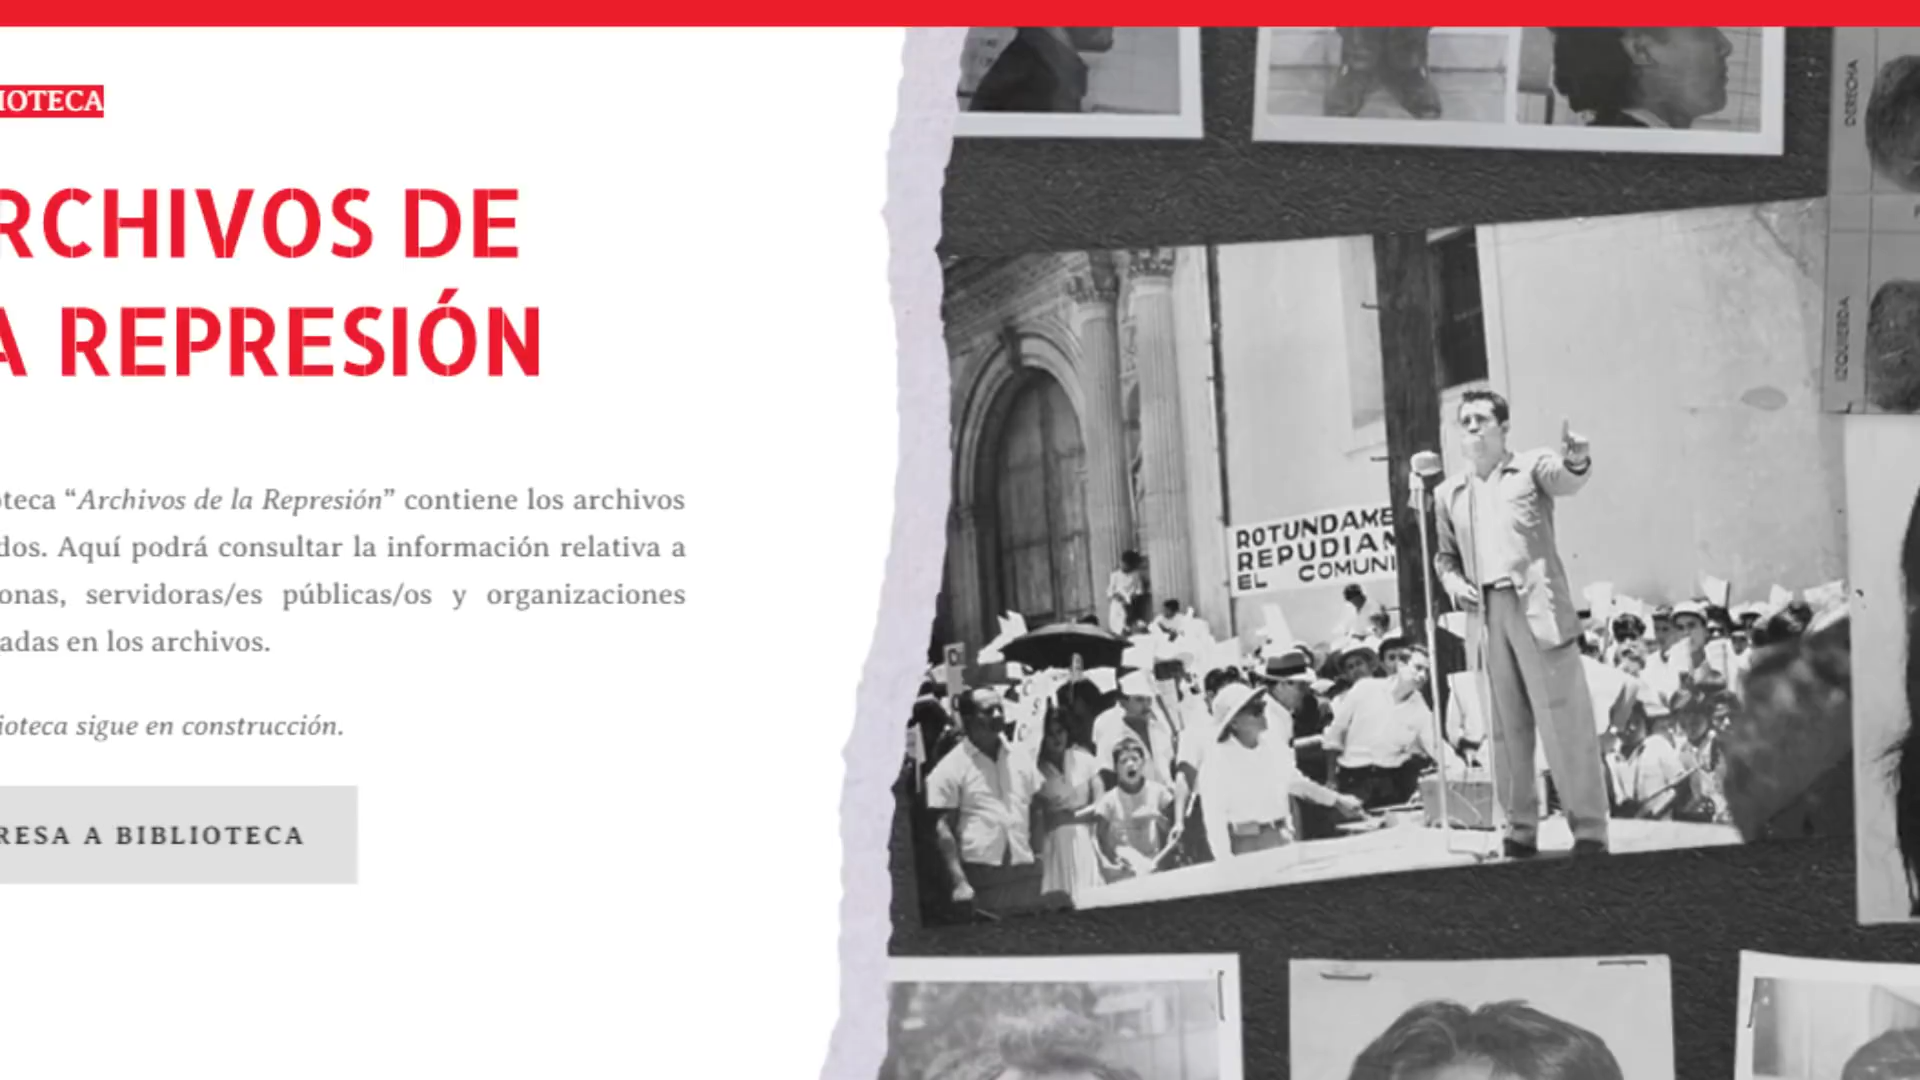 IOTECA
RCHIVOS DE
A REPRESIÓN
oteca “Archivos de la Represión” contiene los archivos
dos. Aquí podrá consultar la información relativa a
onas, servidoras/es públicas/os y organizaciones
adas en los archivos.
ioteca sigue en construcción.
RESA A BIBLIOTECA
ROTUNDAME
REPUDIAN
EL COMUNI
DERECHA
IZQUIERDA